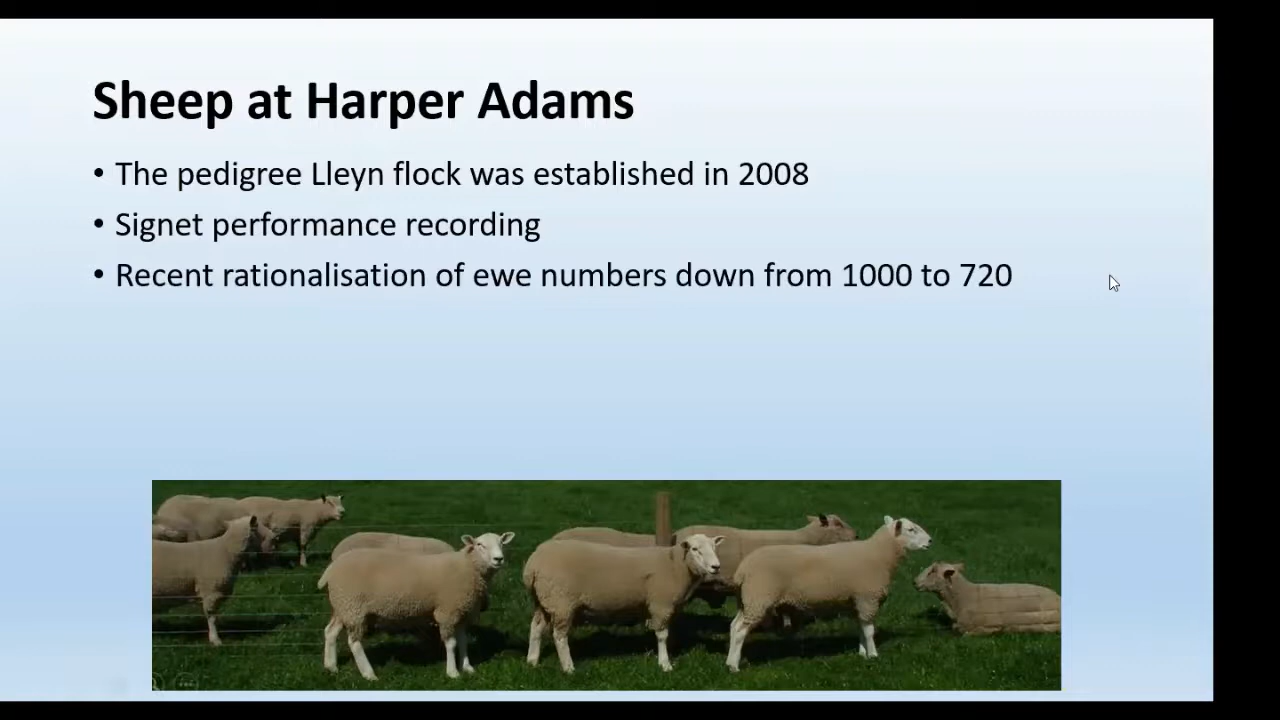 Sheep at Harper Adams
• The pedigree Lleyn flock was established in 2008
• Signet performance recording
• Recent rationalisation of ewe numbers down from 1000 to 720